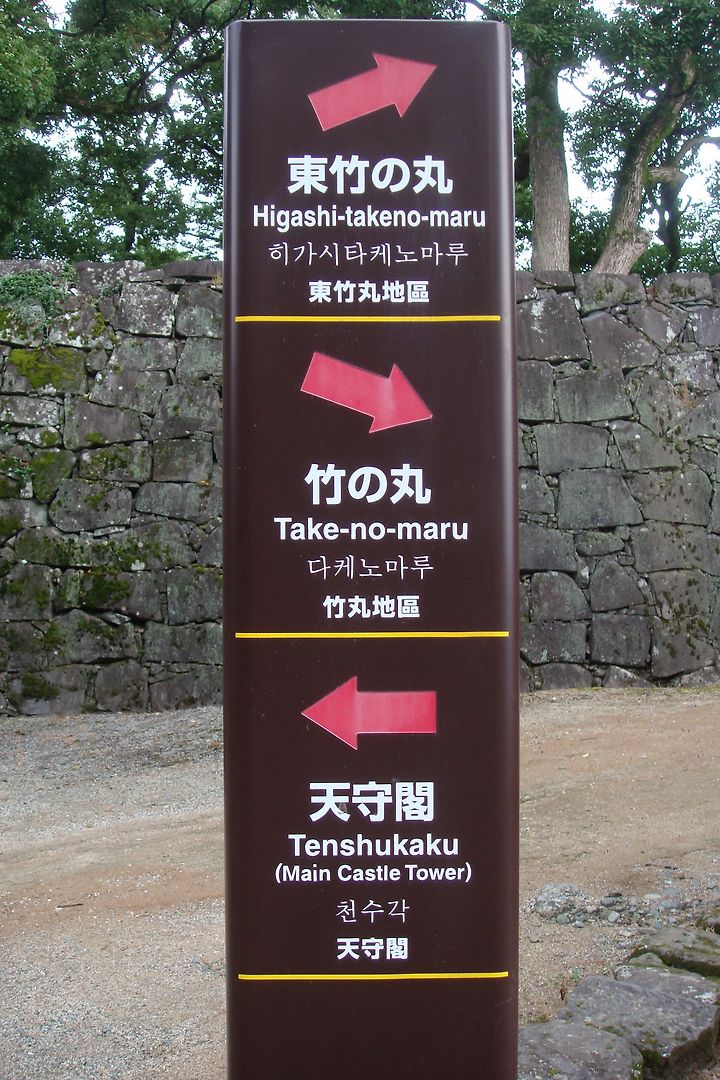 東竹の丸
Higashi-takeno-maru
히가시타케노마루
東竹丸地區
竹の丸
Take-no-maru
다케노마루
竹丸地區
天守閣
Tenshukaku
(Main Castle Tower)
천수각
天守閣